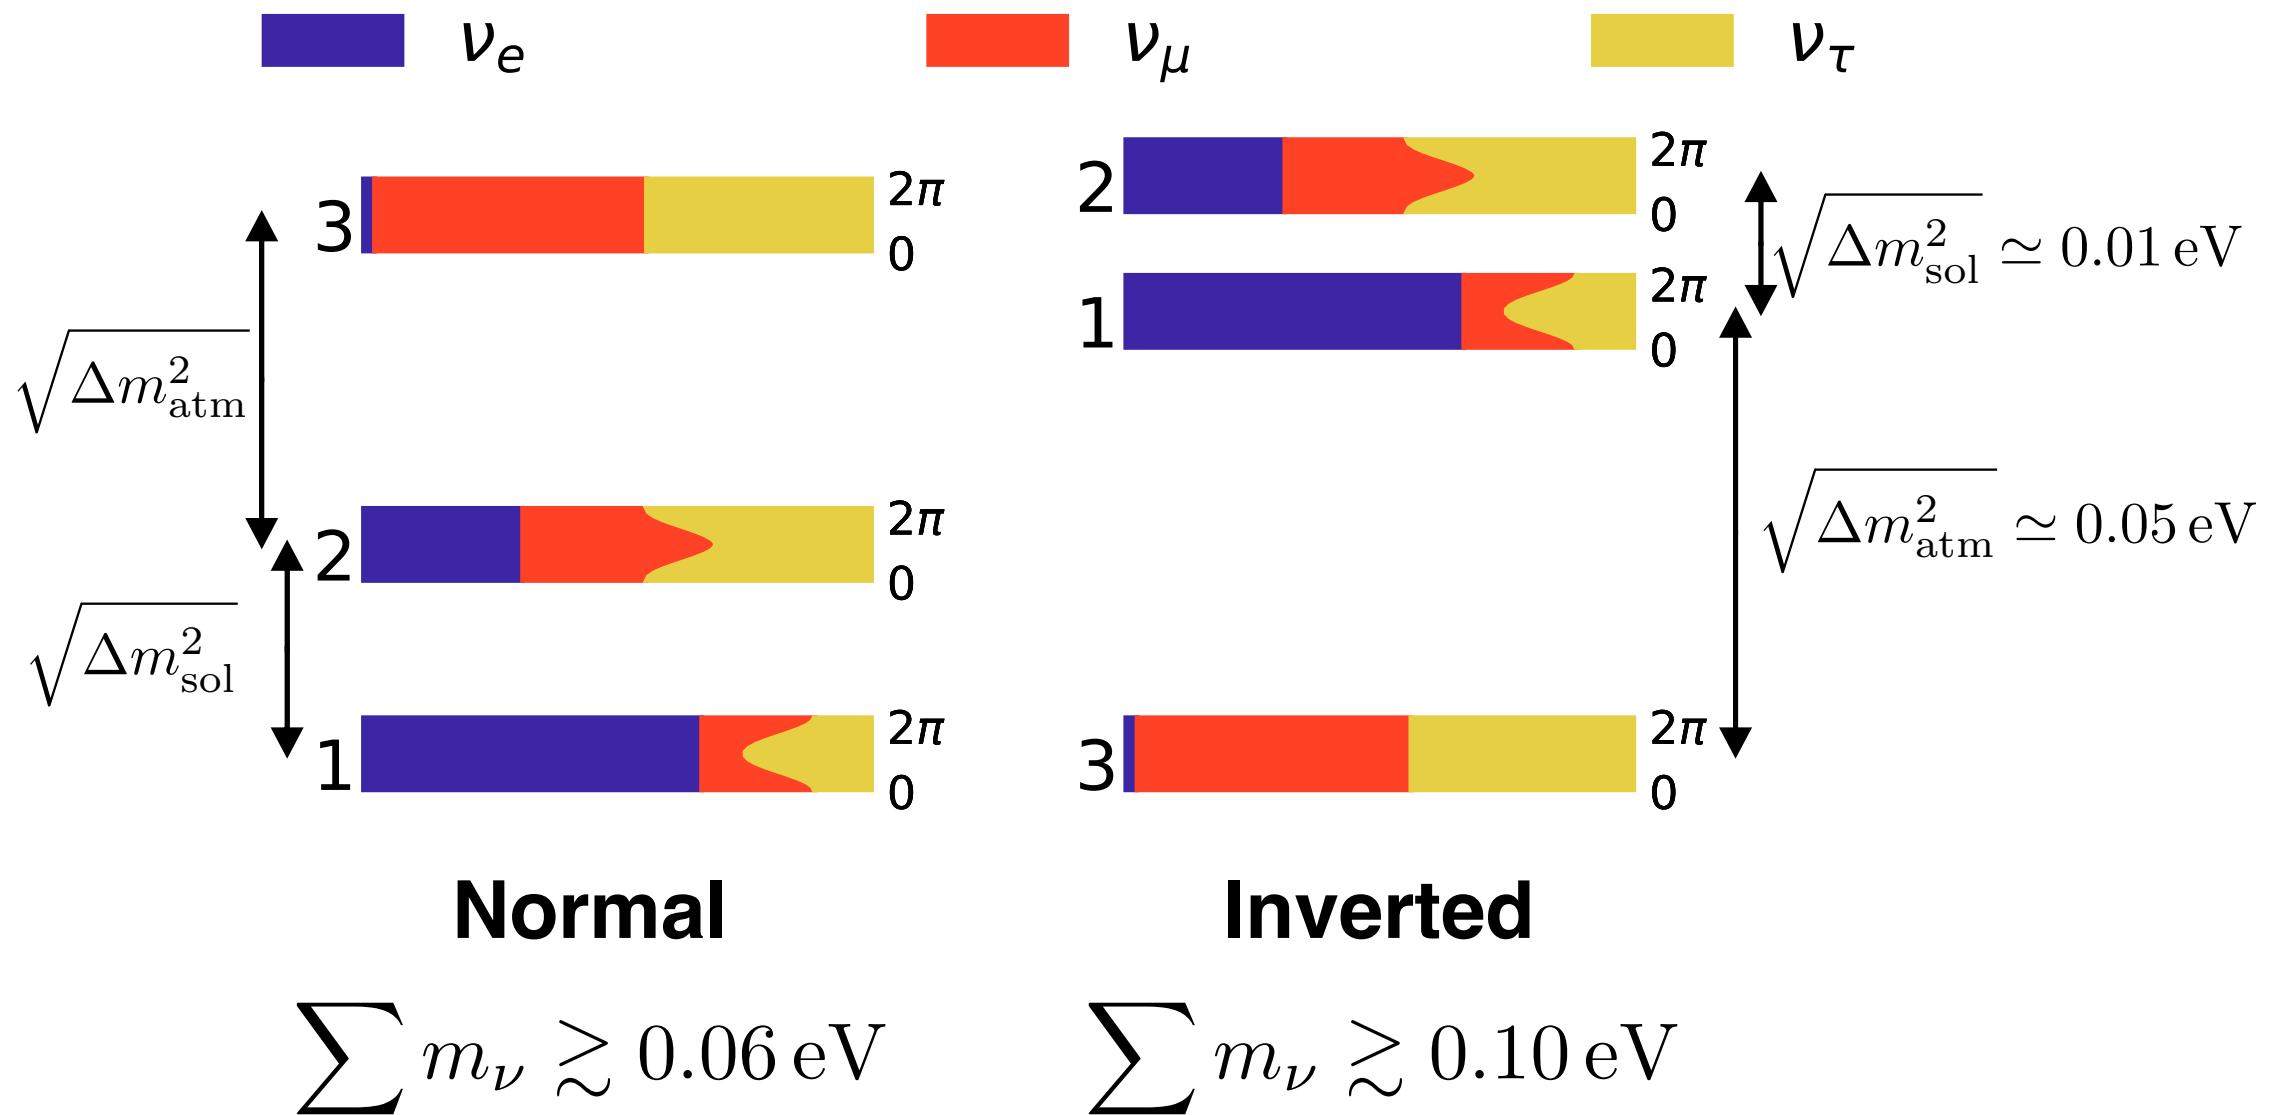 νe νμ ντ
3 2π 0
√Δm²atm
2 2π 0
√Δm²sol
1 2π 0
Normal
∑ mν ≳ 0.06 eV
2 2π 0
√Δm²sol ≃ 0.01 eV
1 2π 0
√Δm²atm ≃ 0.05 eV
3 2π 0
Inverted
∑ mν ≳ 0.10 eV